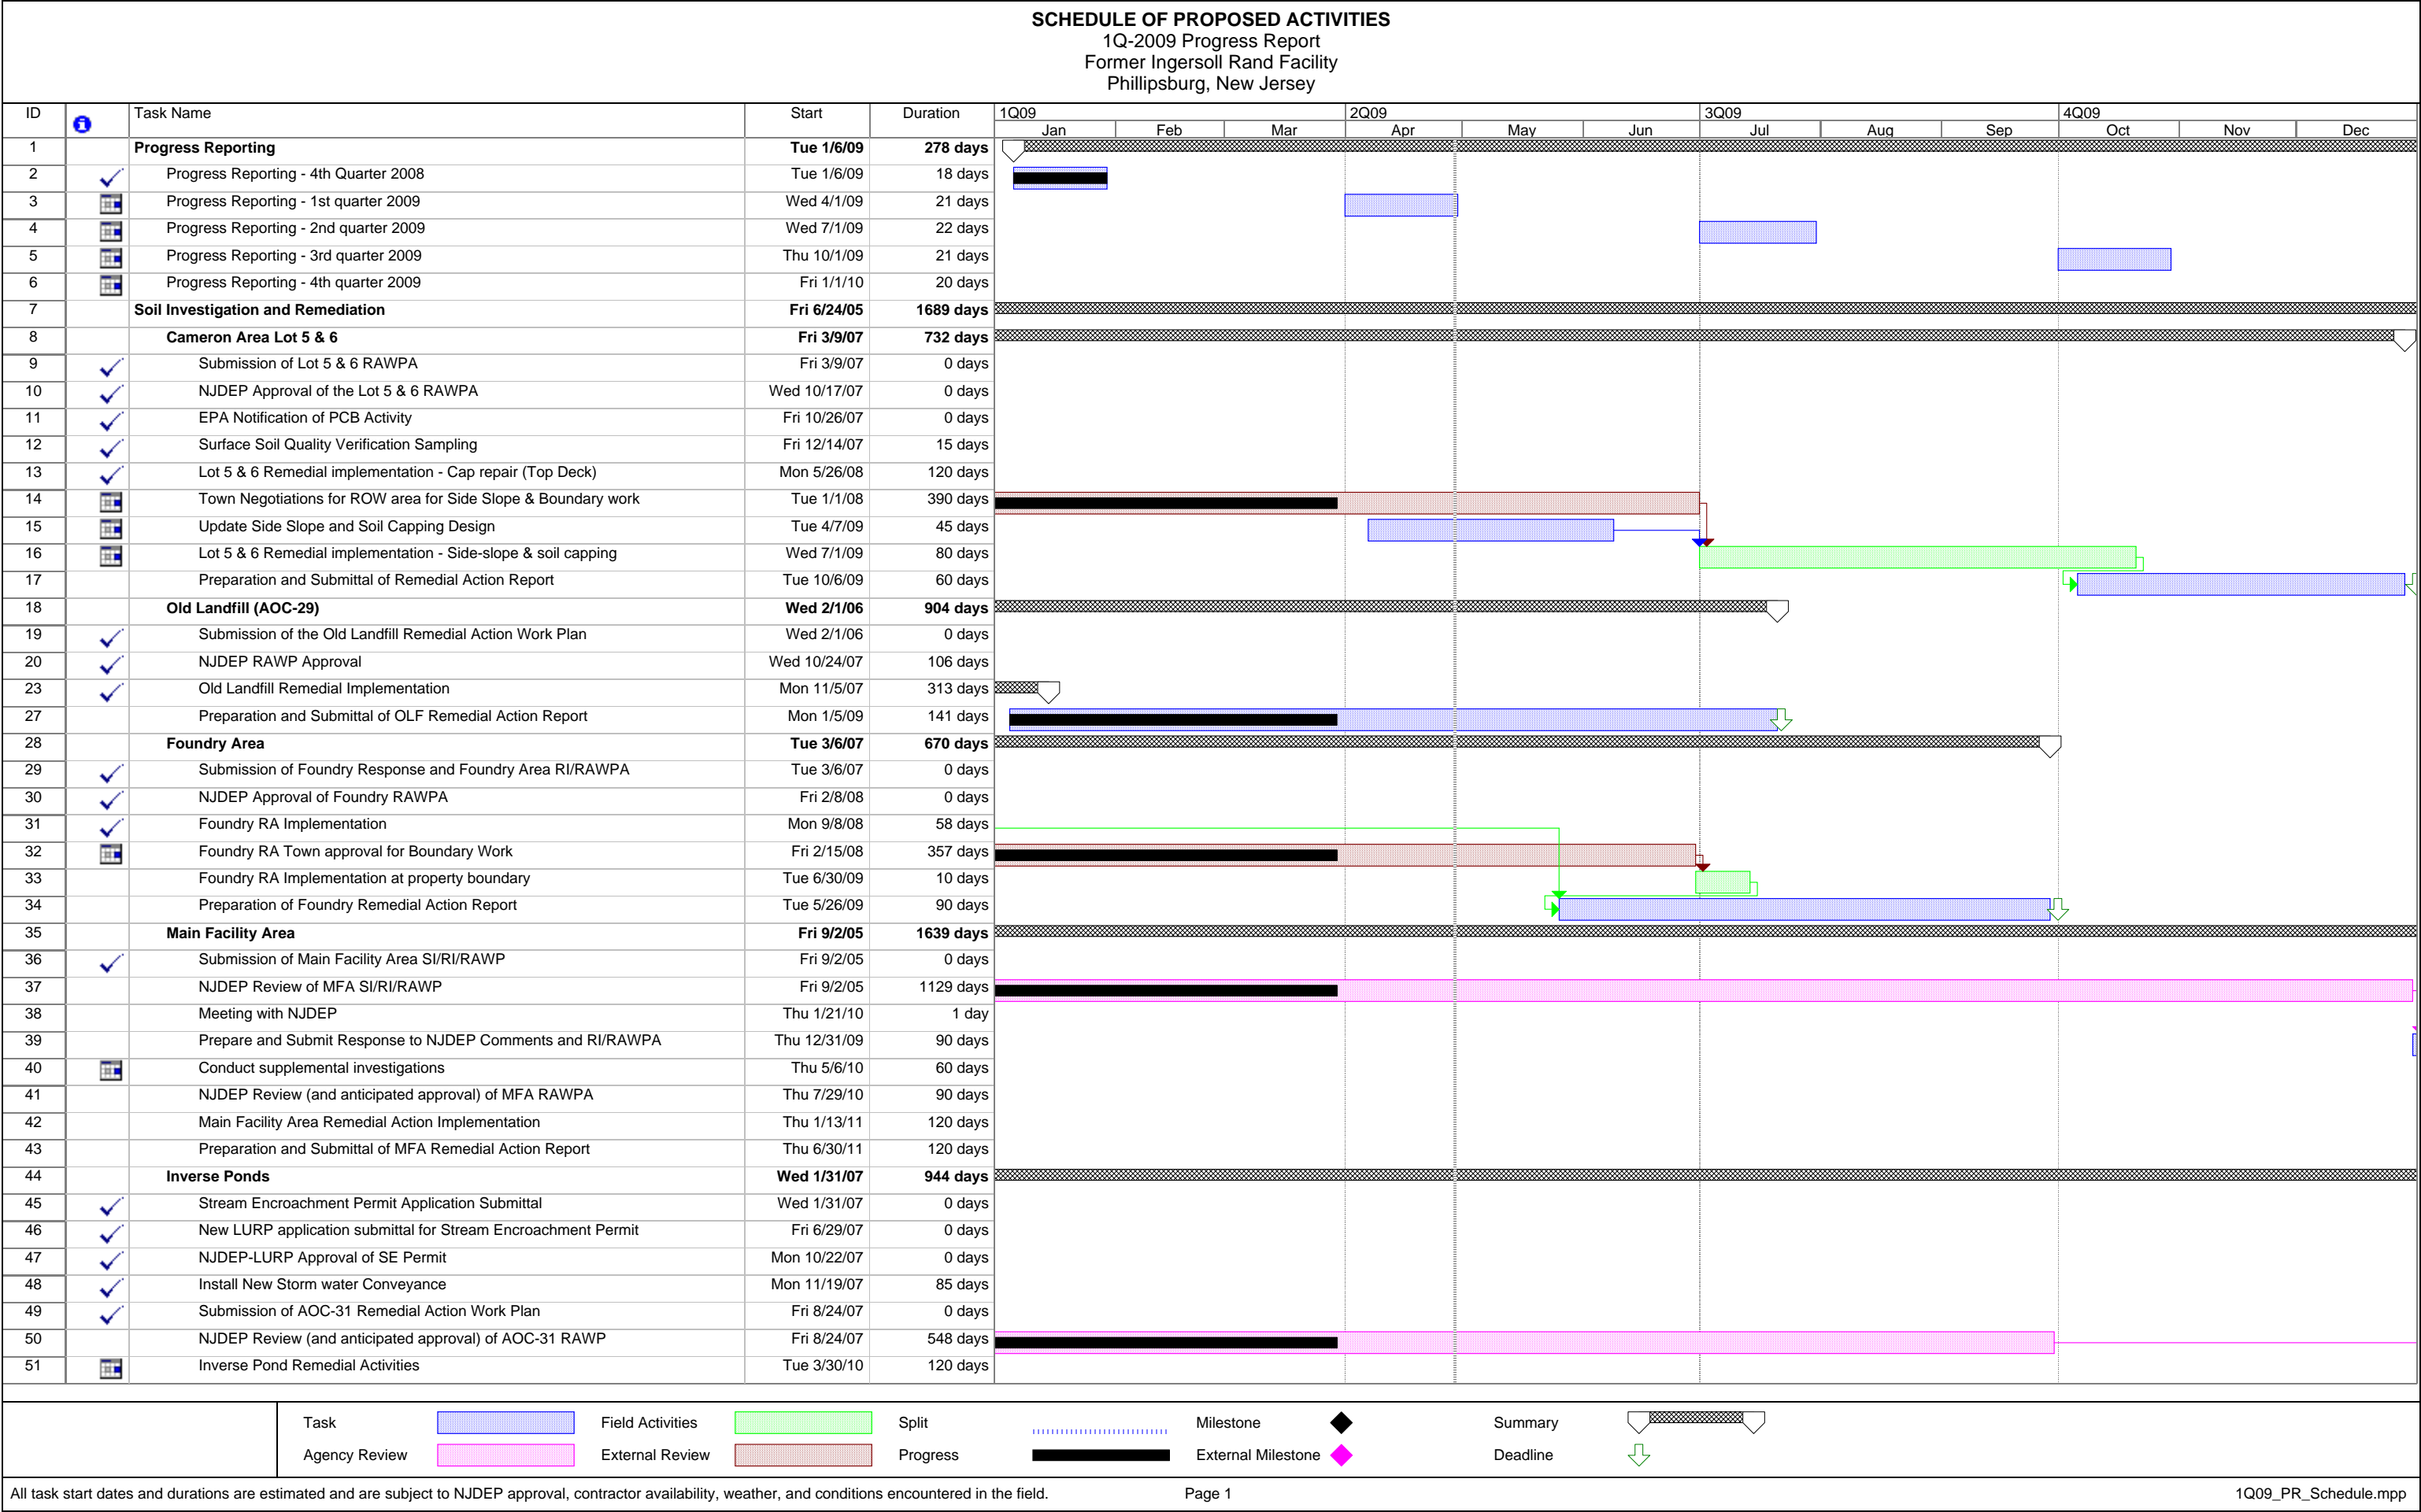 SCHEDULE OF PROPOSED ACTIVITIES
1Q-2009 Progress Report
Former Ingersoll Rand Facility
Phillipsburg, New Jersey
ID Task Name Start Duration 1Q09 2Q09 3Q09 4Q09
Jan Feb Mar Apr May Jun Jul Aug Sep Oct Nov Dec
1 Progress Reporting Tue 1/6/09 278 days
2 Progress Reporting - 4th Quarter 2008 Tue 1/6/09 18 days
3 Progress Reporting - 1st quarter 2009 Wed 4/1/09 21 days
4 Progress Reporting - 2nd quarter 2009 Wed 7/1/09 22 days
5 Progress Reporting - 3rd quarter 2009 Thu 10/1/09 21 days
6 Progress Reporting - 4th quarter 2009 Fri 1/1/10 20 days
7 Soil Investigation and Remediation Fri 6/24/05 1689 days
8 Cameron Area Lot 5 & 6 Fri 3/9/07 732 days
9 Submission of Lot 5 & 6 RAWPA Fri 3/9/07 0 days
10 NJDEP Approval of the Lot 5 & 6 RAWPA Wed 10/17/07 0 days
11 EPA Notification of PCB Activity Fri 10/26/07 0 days
12 Surface Soil Quality Verification Sampling Fri 12/14/07 15 days
13 Lot 5 & 6 Remedial implementation - Cap repair (Top Deck) Mon 5/26/08 120 days
14 Town Negotiations for ROW area for Side Slope & Boundary work Tue 1/1/08 390 days
15 Update Side Slope and Soil Capping Design Tue 4/7/09 45 days
16 Lot 5 & 6 Remedial implementation - Side-slope & soil capping Wed 7/1/09 80 days
17 Preparation and Submittal of Remedial Action Report Tue 10/6/09 60 days
18 Old Landfill (AOC-29) Wed 2/1/06 904 days
19 Submission of the Old Landfill Remedial Action Work Plan Wed 2/1/06 0 days
20 NJDEP RAWP Approval Wed 10/24/07 106 days
23 Old Landfill Remedial Implementation Mon 11/5/07 313 days
27 Preparation and Submittal of OLF Remedial Action Report Mon 1/5/09 141 days
28 Foundry Area Tue 3/6/07 670 days
29 Submission of Foundry Response and Foundry Area RI/RAWPA Tue 3/6/07 0 days
30 NJDEP Approval of Foundry RAWPA Fri 2/8/08 0 days
31 Foundry RA Implementation Mon 9/8/08 58 days
32 Foundry RA Town approval for Boundary Work Fri 2/15/08 357 days
33 Foundry RA Implementation at property boundary Tue 6/30/09 10 days
34 Preparation of Foundry Remedial Action Report Tue 5/26/09 90 days
35 Main Facility Area Fri 9/2/05 1639 days
36 Submission of Main Facility Area SI/RI/RAWP Fri 9/2/05 0 days
37 NJDEP Review of MFA SI/RI/RAWP Fri 9/2/05 1129 days
38 Meeting with NJDEP Thu 1/21/10 1 day
39 Prepare and Submit Response to NJDEP Comments and RI/RAWPA Thu 12/31/09 90 days
40 Conduct supplemental investigations Thu 5/6/10 60 days
41 NJDEP Review (and anticipated approval) of MFA RAWPA Thu 7/29/10 90 days
42 Main Facility Area Remedial Action Implementation Thu 1/13/11 120 days
43 Preparation and Submittal of MFA Remedial Action Report Thu 6/30/11 120 days
44 Inverse Ponds Wed 1/31/07 944 days
45 Stream Encroachment Permit Application Submittal Wed 1/31/07 0 days
46 New LURP application submittal for Stream Encroachment Permit Fri 6/29/07 0 days
47 NJDEP-LURP Approval of SE Permit Mon 10/22/07 0 days
48 Install New Storm water Conveyance Mon 11/19/07 85 days
49 Submission of AOC-31 Remedial Action Work Plan Fri 8/24/07 0 days
50 NJDEP Review (and anticipated approval) of AOC-31 RAWP Fri 8/24/07 548 days
51 Inverse Pond Remedial Activities Tue 3/30/10 120 days
Task Field Activities Split Milestone Summary
Agency Review External Review Progress External Milestone Deadline
All task start dates and durations are estimated and are subject to NJDEP approval, contractor availability, weather, and conditions encountered in the field. Page 1 1Q09_PR_Schedule.mpp